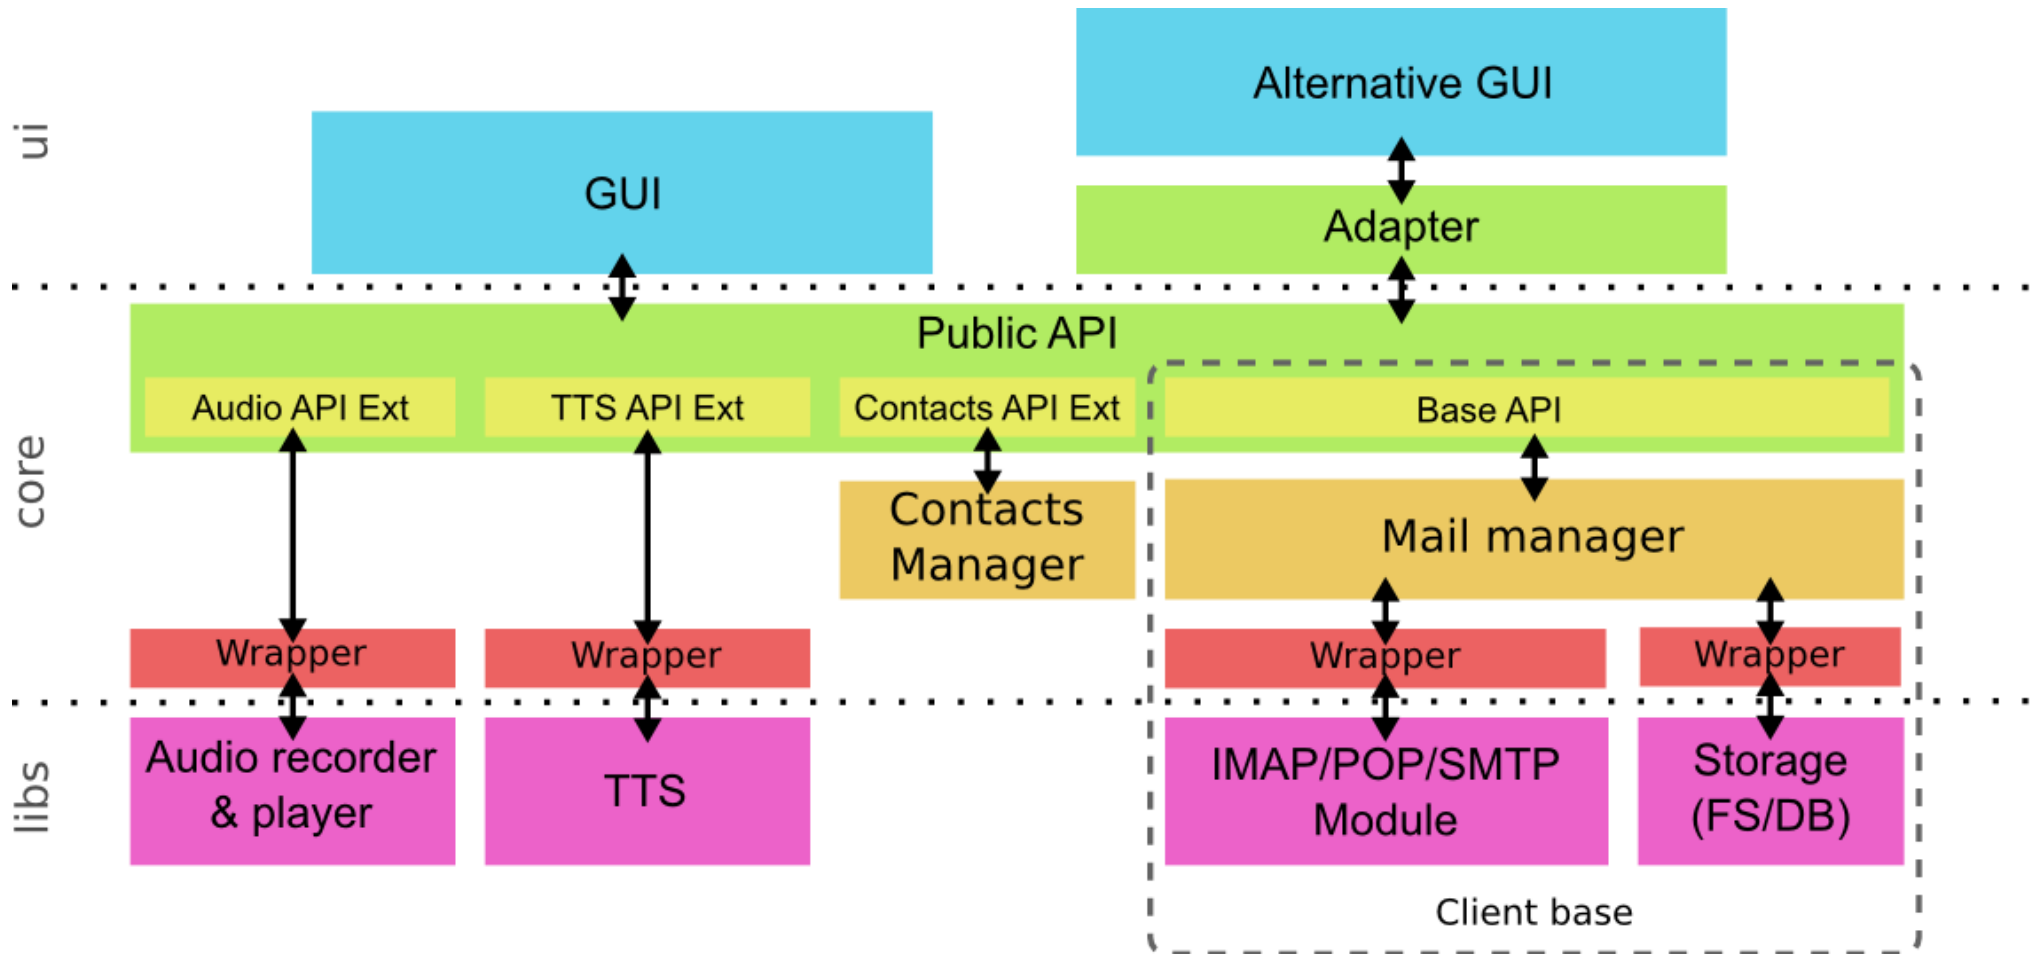 Alternative GUI
ui
GUI
Adapter
Public API
Audio API Ext
TTS API Ext
Contacts API Ext
Base API
core
Contacts
Manager
Mail manager
Wrapper
Wrapper
Wrapper
Wrapper
libs
Audio recorder
& player
TTS
IMAP/POP/SMTP
Module
Storage
(FS/DB)
Client base